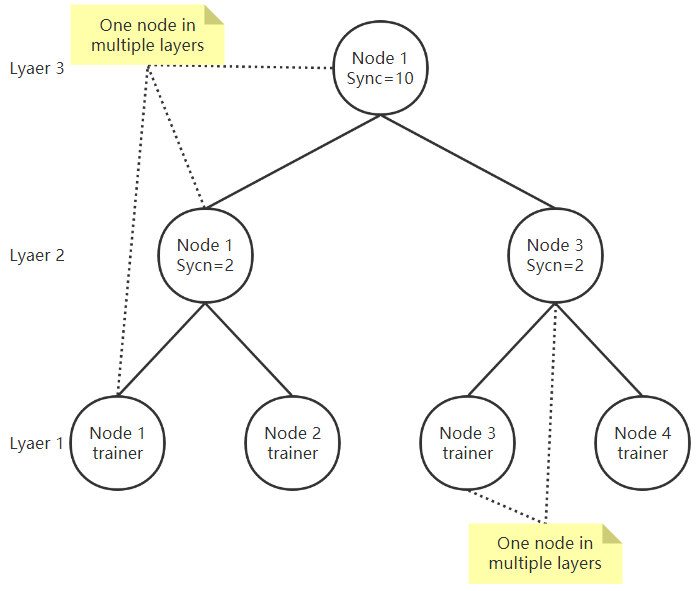 One node in
multiple layers
Lyaer 3
Node 1
Sync=10
Lyaer 2
Node 1
Sycn=2
Node 3
Sycn=2
Lyaer 1
Node 1
trainer
Node 2
trainer
Node 3
trainer
Node 4
trainer
One node in
multiple layers